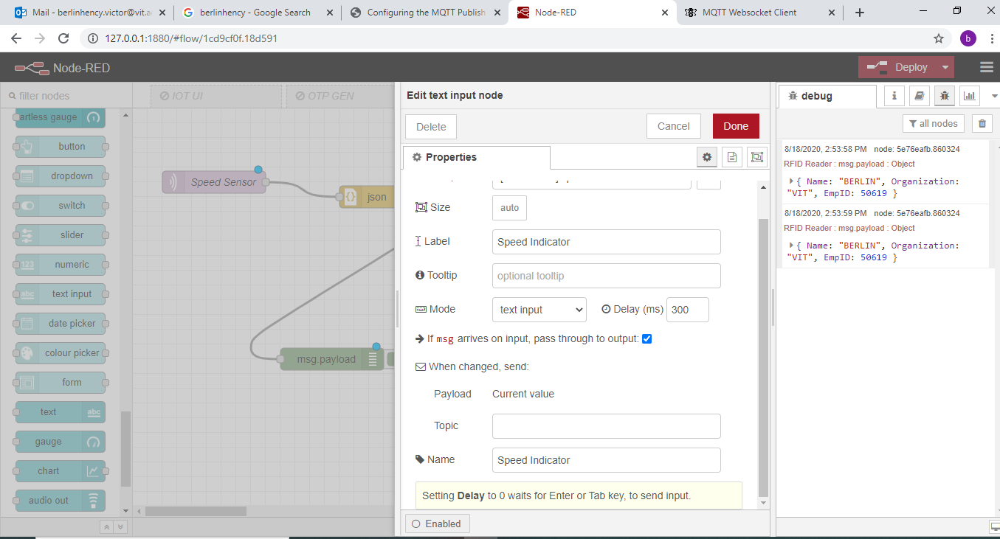 Mail - berlinhency.victor@vit.a
berlinhency - Google Search
Configuring the MQTT Publish
Node-RED
MQTT Websocket Client
127.0.0.1:1880/#flow/1cd9cf0f.18d591
b
Node-RED
Deploy
filter nodes
IOT UI
OTP GEN
Edit text input node
debug
i
Delete
Cancel
Done
all nodes
Properties
artless gauge
button
dropdown
switch
slider
123 numeric
abc text input
date picker
colour picker
form
text abc
gauge
chart
audio out
Speed Sensor
json
msg.payload
Size
auto
Label
Speed Indicator
Tooltip
optional tooltip
Mode
text input
Delay (ms)
300
If msg arrives on input, pass through to output:
When changed, send:
Payload
Current value
Topic
Name
Speed Indicator
Setting Delay to 0 waits for Enter or Tab key, to send input.
Enabled
8/18/2020, 2:53:58 PM node: 5e76eafb.860324
RFID Reader : msg.payload : Object
{ Name: "BERLIN", Organization:
"VIT", EmpID: 50619 }
8/18/2020, 2:53:59 PM node: 5e76eafb.860324
RFID Reader : msg.payload : Object
{ Name: "BERLIN", Organization:
"VIT", EmpID: 50619 }